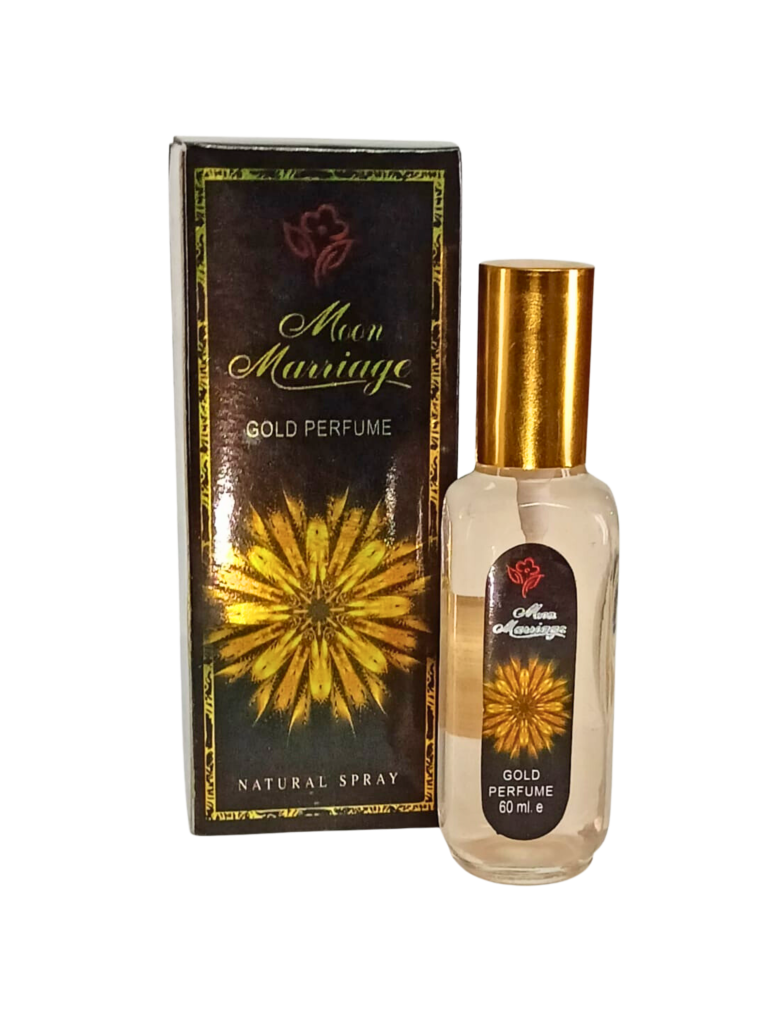 Moon
Marriage
GOLD PERFUME
NATURAL SPRAY
Moon
Marriage
GOLD
PERFUME
60 ml. e